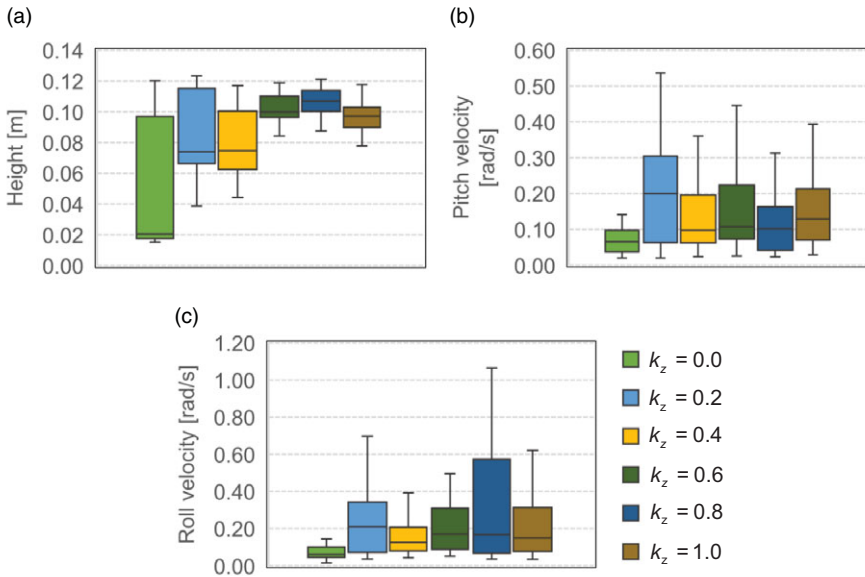 (a)
Height [m]
0.14
0.12
0.10
0.08
0.06
0.04
0.02
0.00
(b)
Pitch velocity
[rad/s]
0.60
0.50
0.40
0.30
0.20
0.10
0.00
(c)
Roll velocity [rad/s]
1.20
1.00
0.80
0.60
0.40
0.20
0.00
k_z = 0.0
k_z = 0.2
k_z = 0.4
k_z = 0.6
k_z = 0.8
k_z = 1.0